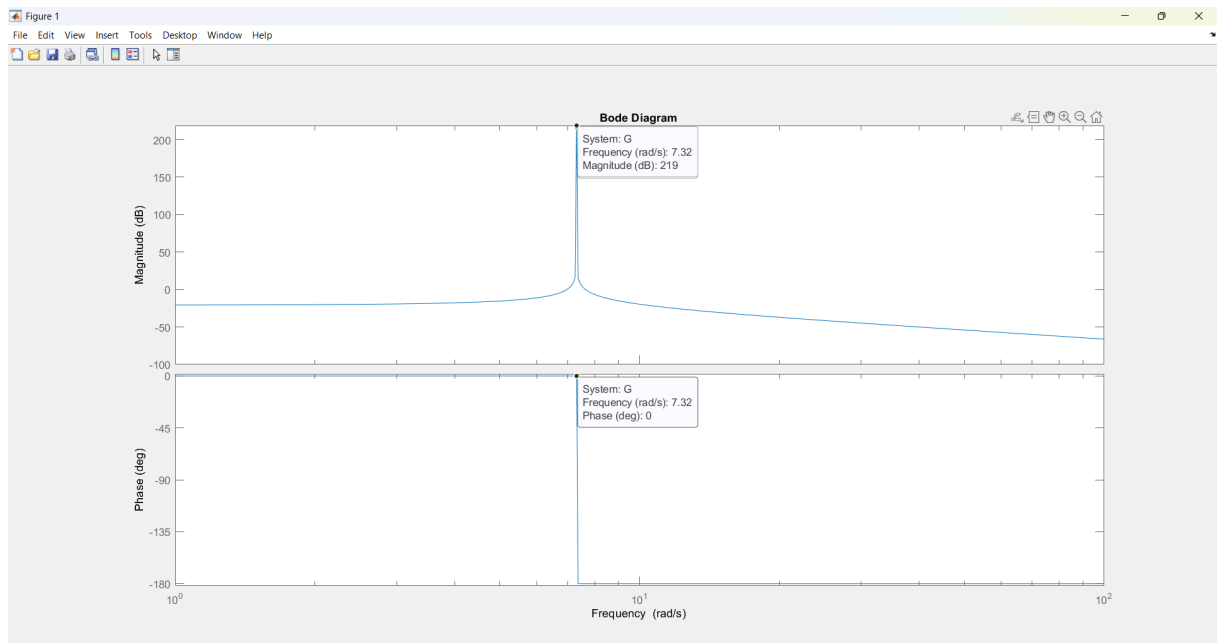 Figure 1
File Edit View Insert Tools Desktop Window Help
Bode Diagram
System: G
Frequency (rad/s): 7.32
Magnitude (dB): 219
200
150
100
50
0
-50
-100
Magnitude (dB)
System: G
Frequency (rad/s): 7.32
Phase (deg): 0
0
-45
-90
-135
-180
Phase (deg)
10^0 10^1 10^2
Frequency (rad/s)